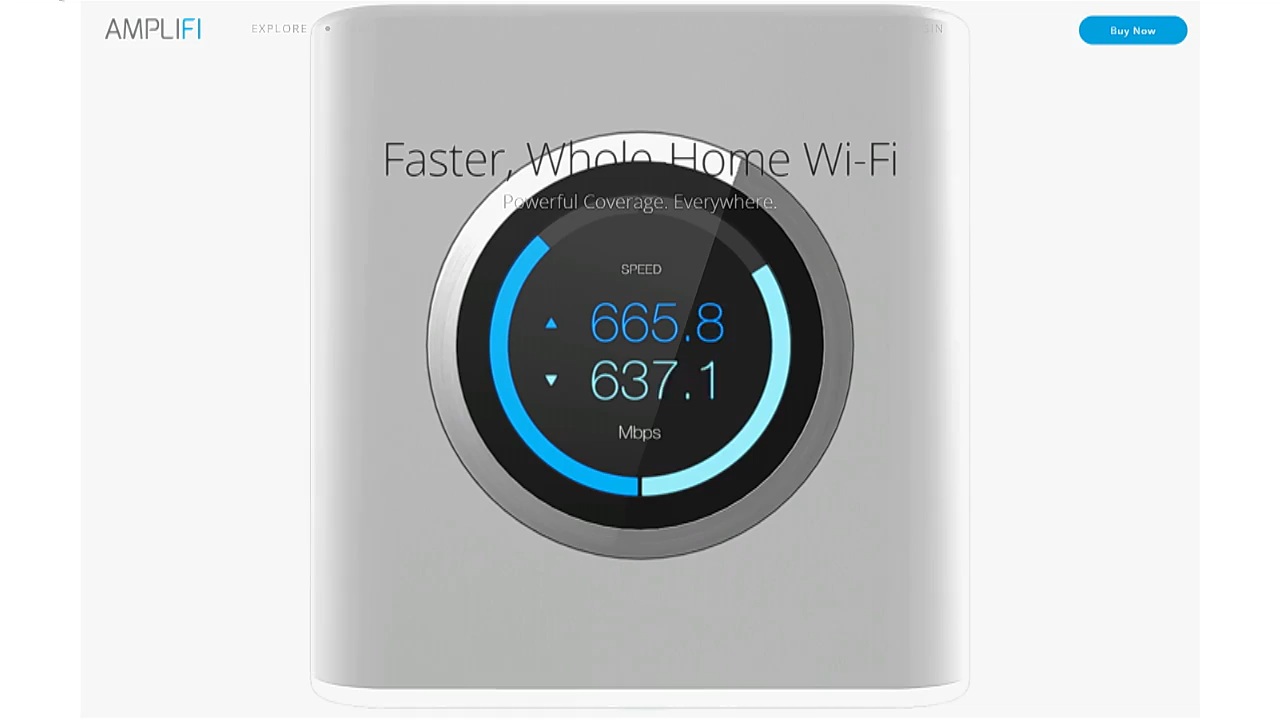 AMPLIFI
EXPLORE
Buy Now
Faster, Whole Home Wi-Fi
Powerful Coverage. Everywhere.
SPEED
665.8
637.1
Mbps